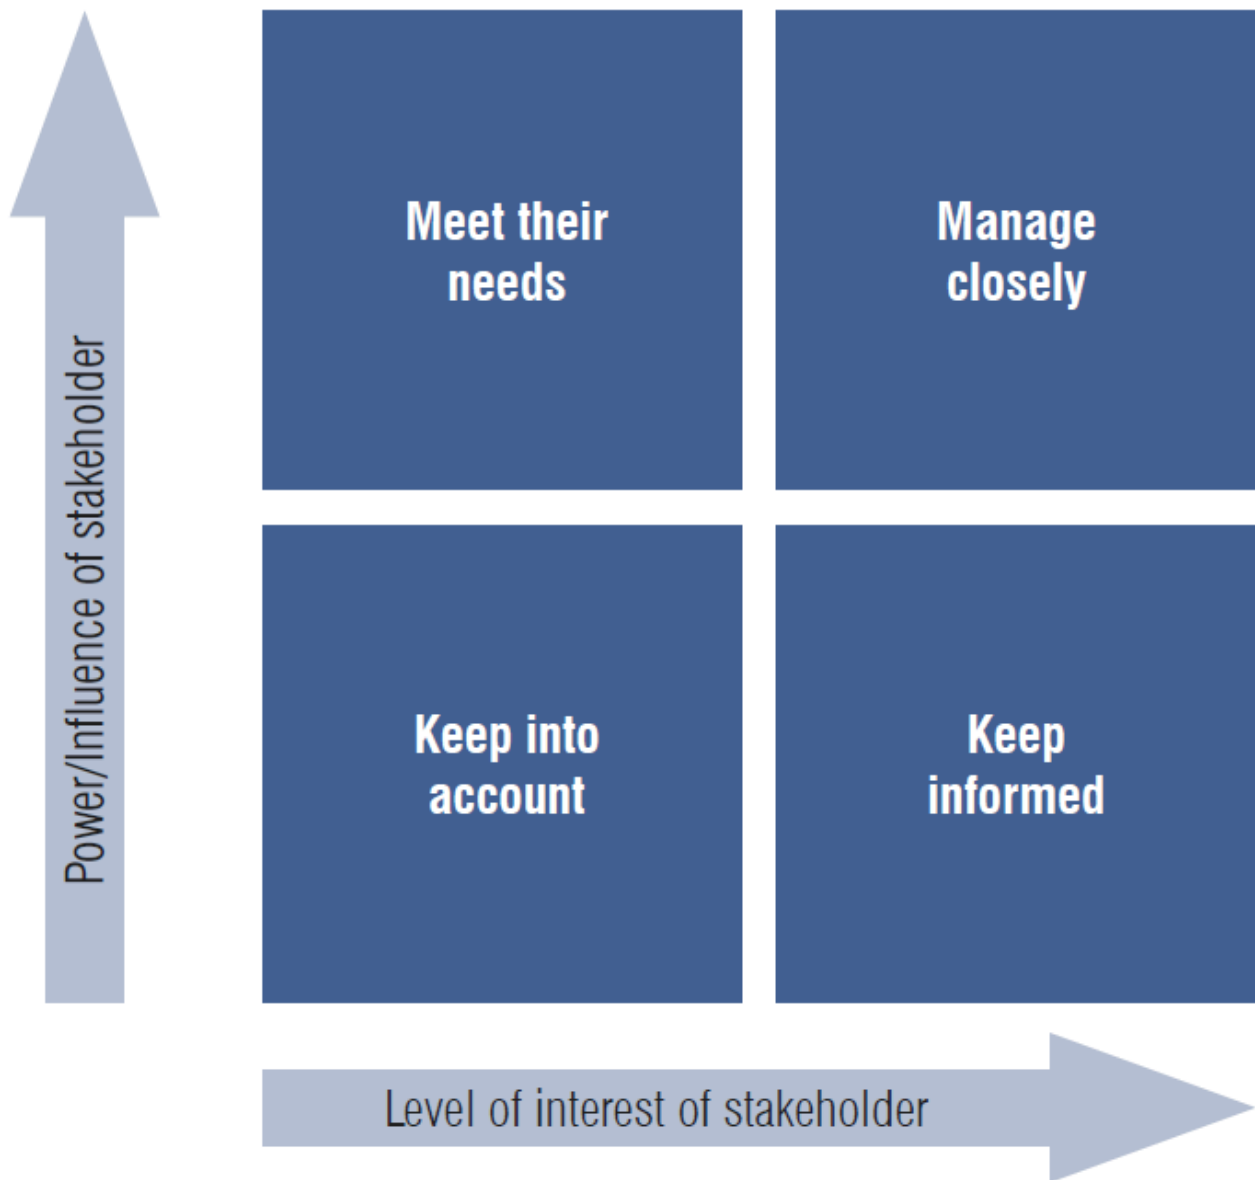 Meet their
needs
Manage
closely
Power/Influence of stakeholder
Keep into
account
Keep
informed
Level of interest of stakeholder